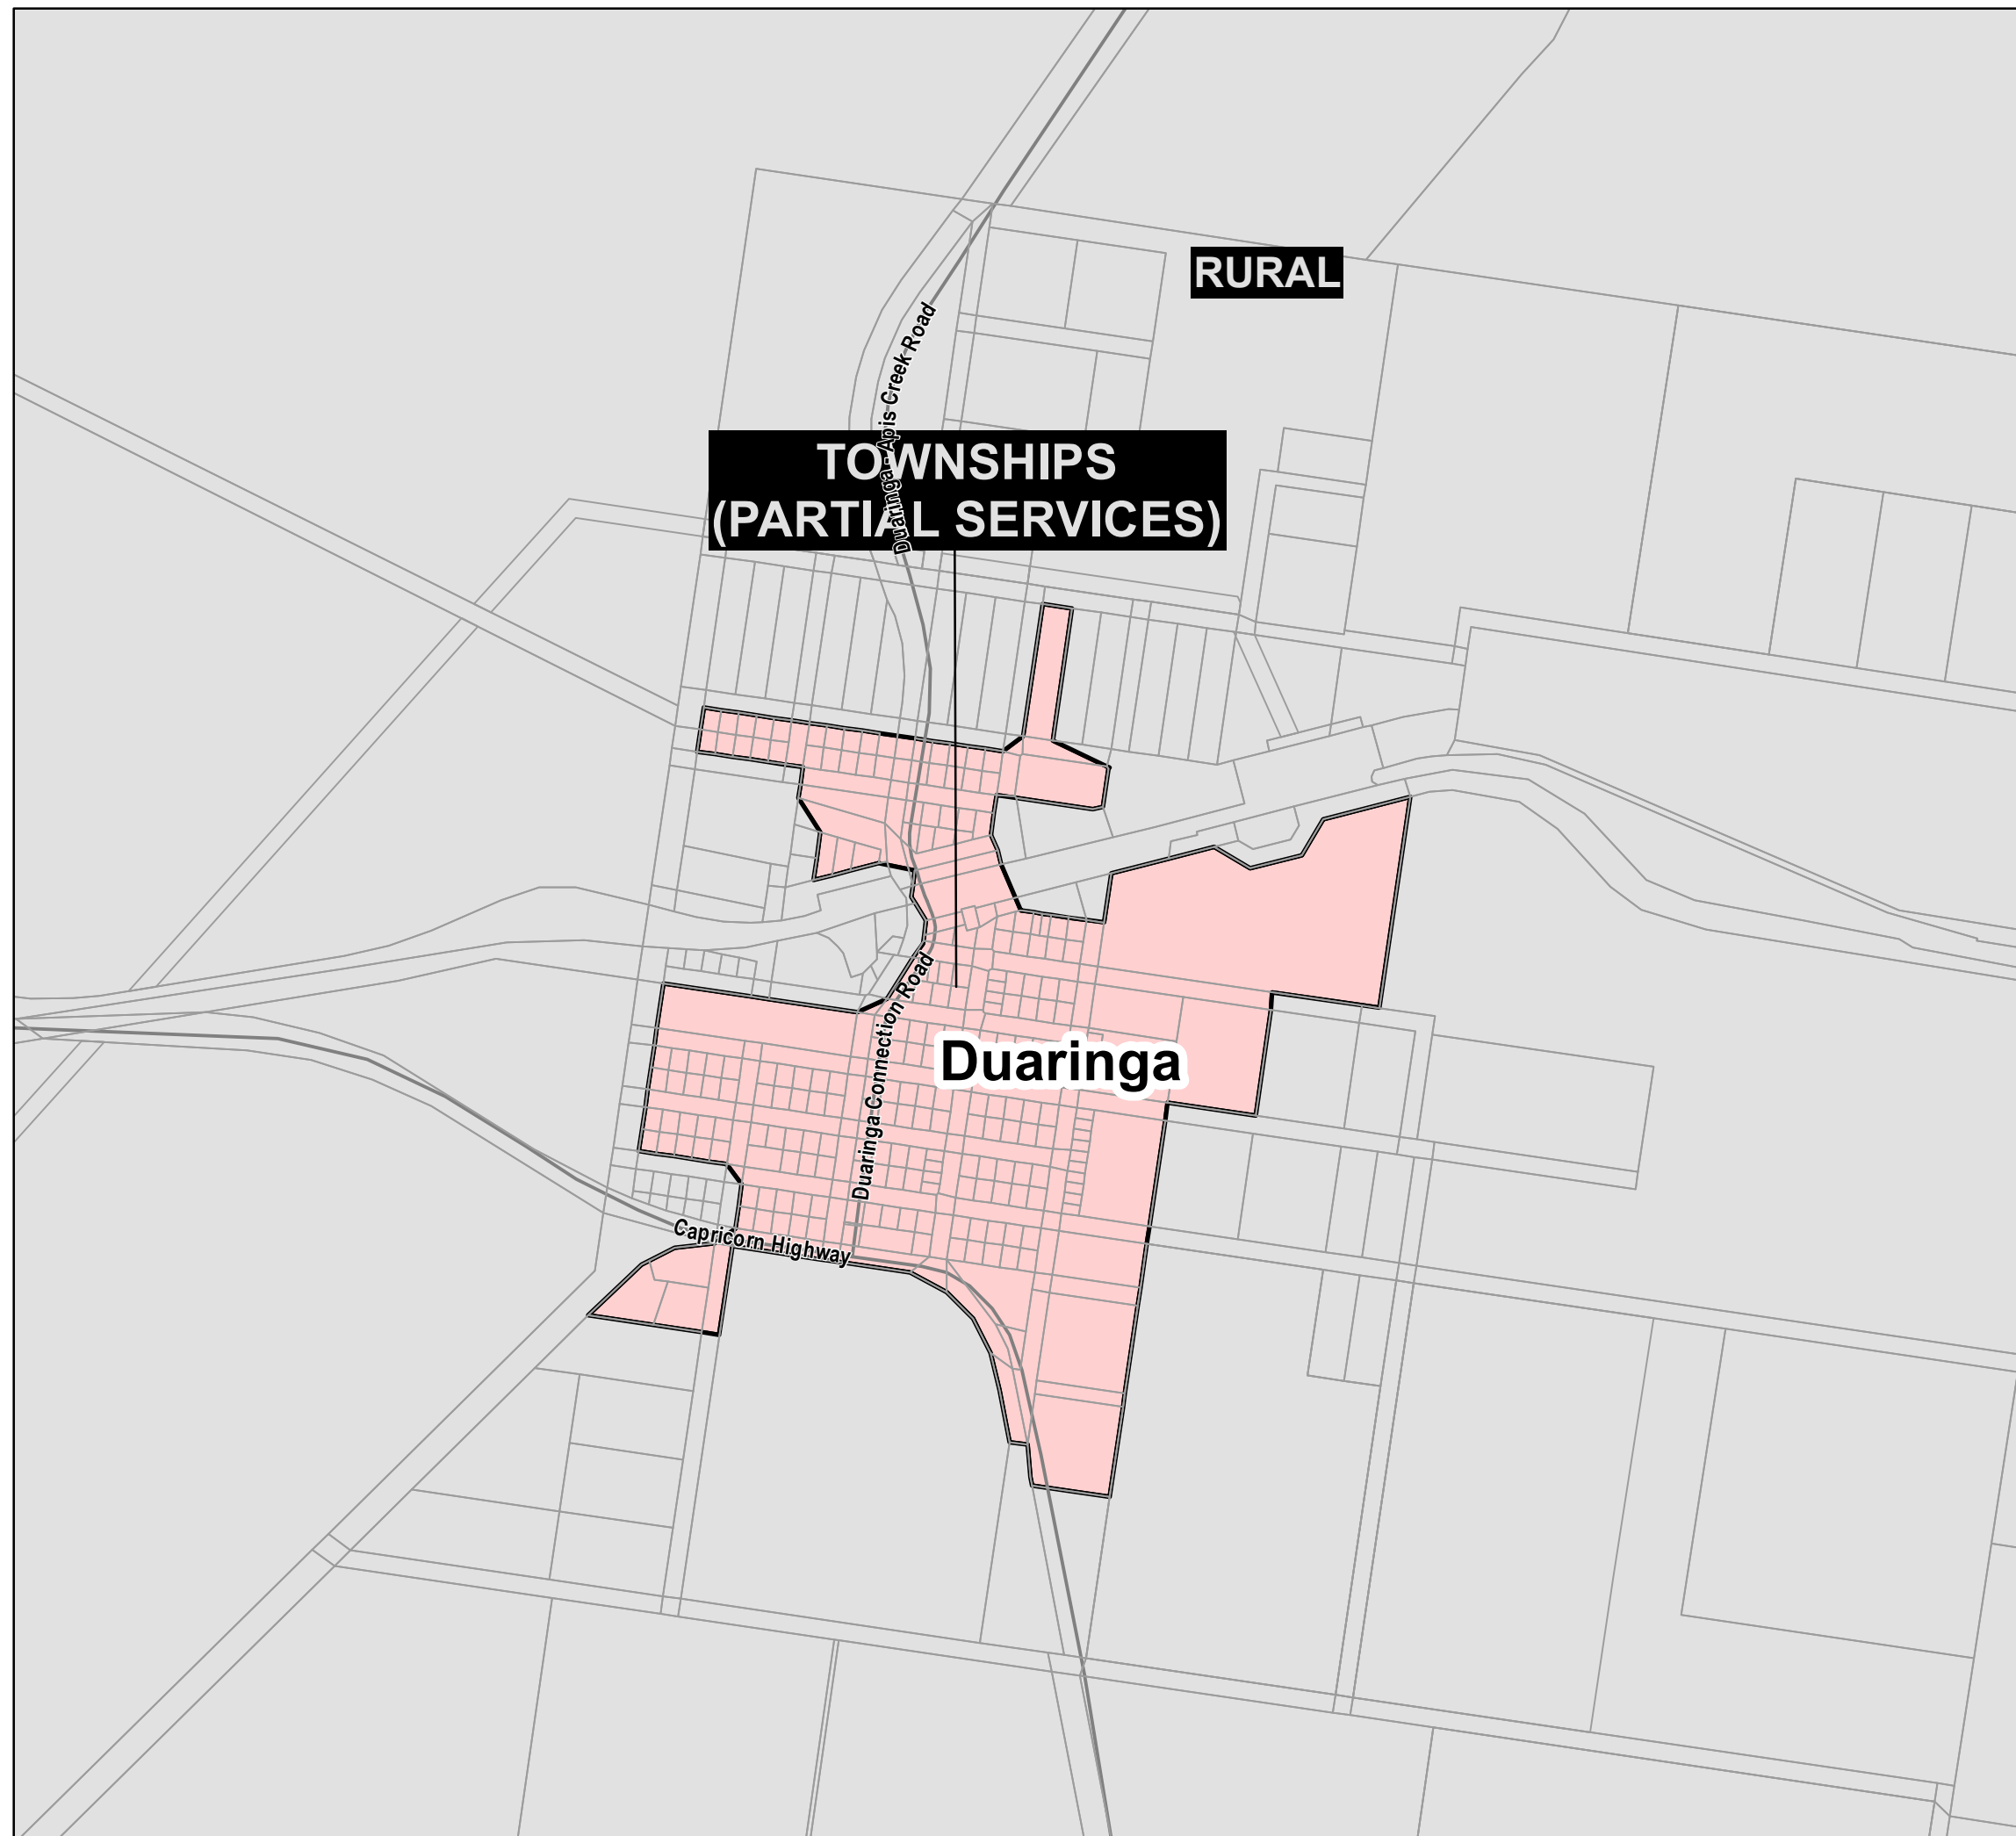 RURAL
Duaringa - Apis Creek Road
TOWNSHIPS
(PARTIAL SERVICES)
Duaringa Connection Road
Duaringa
Capricorn Highway